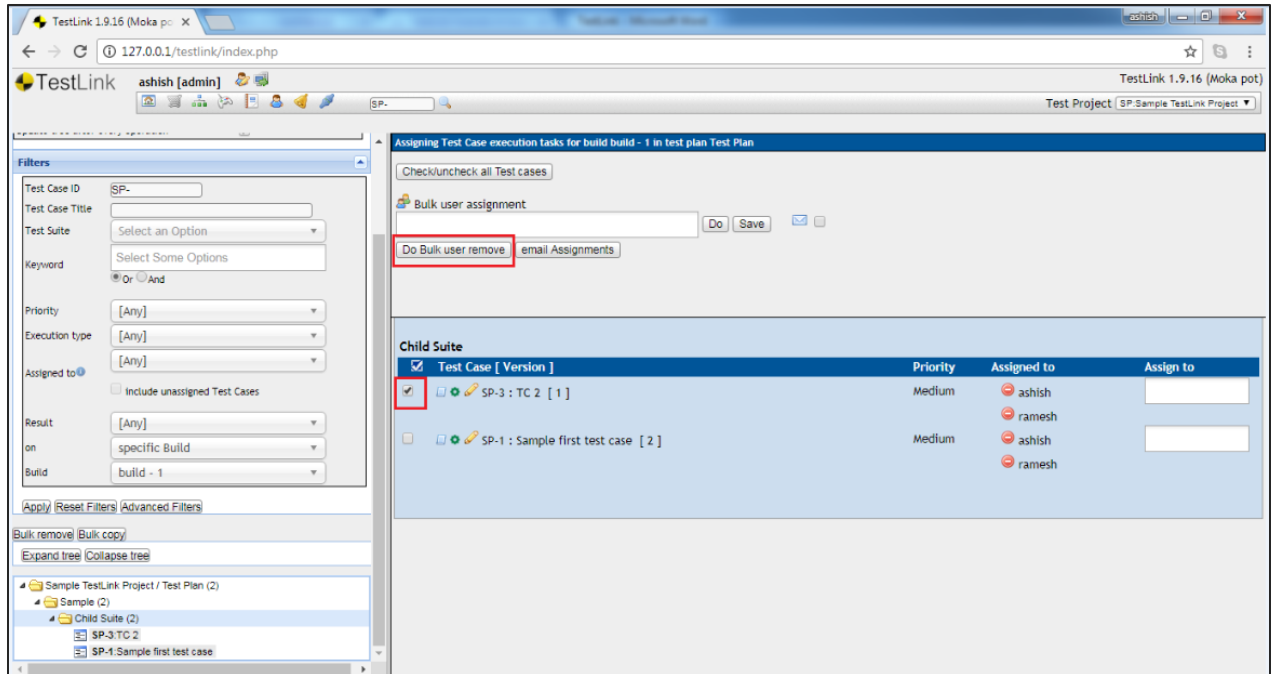 TestLink 1.9.16 (Moka po
ashish
127.0.0.1/testlink/index.php
TestLink ashish [admin]
TestLink 1.9.16 (Moka pot)
SP-
Test Project SP:Sample TestLink Project
Filters
Test Case ID SP-
Test Case Title
Test Suite Select an Option
Keyword Select Some Options
Or And
Priority [Any]
Execution type [Any]
Assigned to [Any]
Include unassigned Test Cases
Result [Any]
on specific Build
Build build - 1
Apply Reset Filters Advanced Filters
Bulk remove Bulk copy
Expand tree Collapse tree
Sample TestLink Project / Test Plan (2)
Sample (2)
Child Suite (2)
SP-3:TC 2
SP-1:Sample first test case
Assigning Test Case execution tasks for build build - 1 in test plan Test Plan
Check/uncheck all Test cases
Bulk user assignment
Do Save
Do Bulk user remove email Assignments
Child Suite
Test Case [ Version ] Priority Assigned to Assign to
SP-3 : TC 2 [ 1 ] Medium ashish
ramesh
SP-1 : Sample first test case [ 2 ] Medium ashish
ramesh